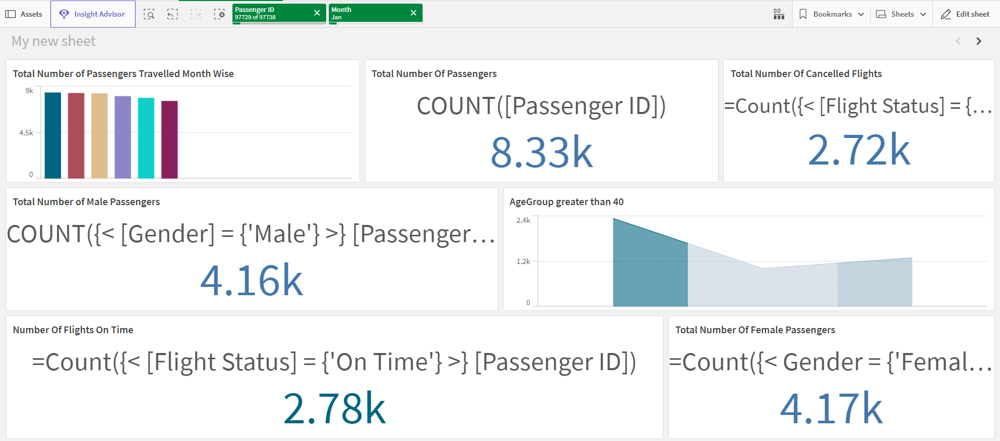 Assets
Insight Advisor
Passenger ID
97729 of 97738
Month
Jan
Bookmarks
Sheets
Edit sheet
My new sheet
Total Number of Passengers Travelled Month Wise
9k
4.5k
0
Total Number Of Passengers
COUNT([Passenger ID])
8.33k
Total Number Of Cancelled Flights
=Count({< [Flight Status] = {...
2.72k
Total Number of Male Passengers
COUNT({< [Gender] = {'Male'} >} [Passenger...
4.16k
AgeGroup greater than 40
2.4k
1.2k
0
Number Of Flights On Time
=Count({< [Flight Status] = {'On Time'} >} [Passenger ID])
2.78k
Total Number Of Female Passengers
=Count({< Gender = {'Femal...
4.17k